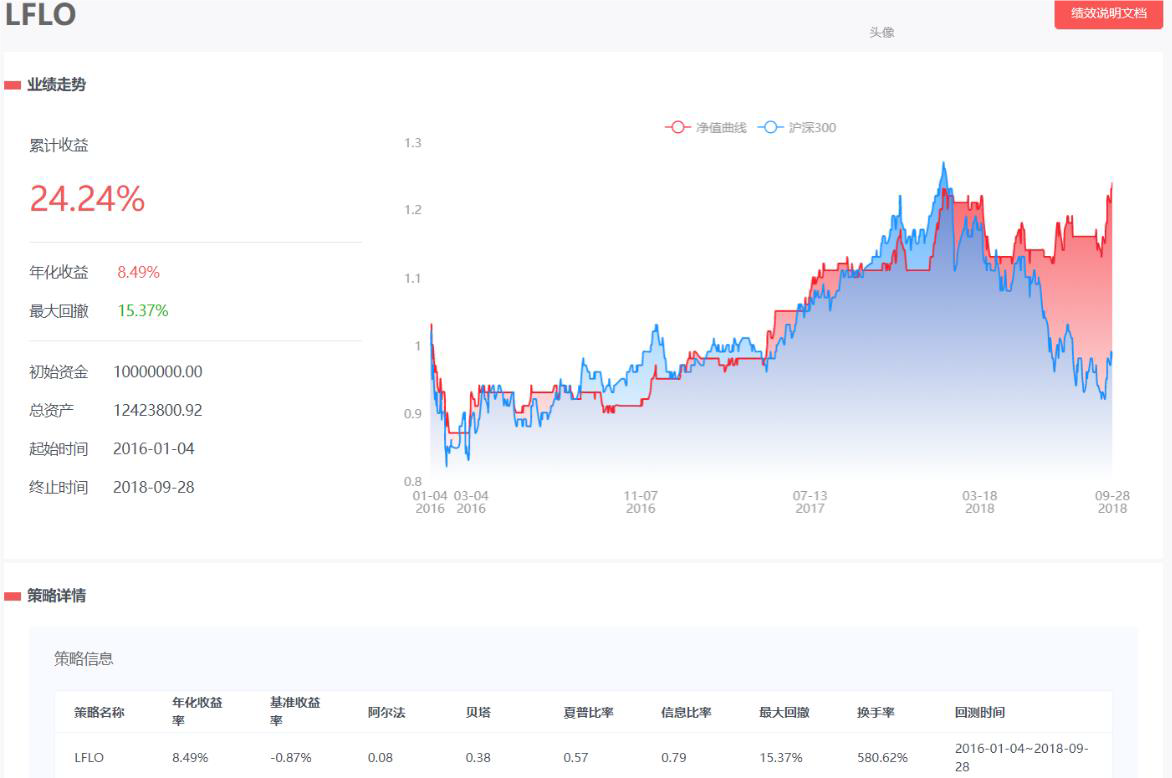 LFLO
绩效说明文档
头像
业绩走势
累计收益
24.24%
年化收益 8.49%
最大回撤 15.37%
初始资金 10000000.00
总资产 12423800.92
起始时间 2016-01-04
终止时间 2018-09-28
净值曲线 沪深300
1.3
1.2
1.1
1
0.9
0.8
01-04 03-04 11-07 07-13 03-18 09-28
2016 2016 2016 2017 2018 2018
策略详情
策略信息
策略名称 年化收益率 基准收益率 阿尔法 贝塔 夏普比率 信息比率 最大回撤 换手率 回测时间
LFLO 8.49% -0.87% 0.08 0.38 0.57 0.79 15.37% 580.62% 2016-01-04~2018-09-28